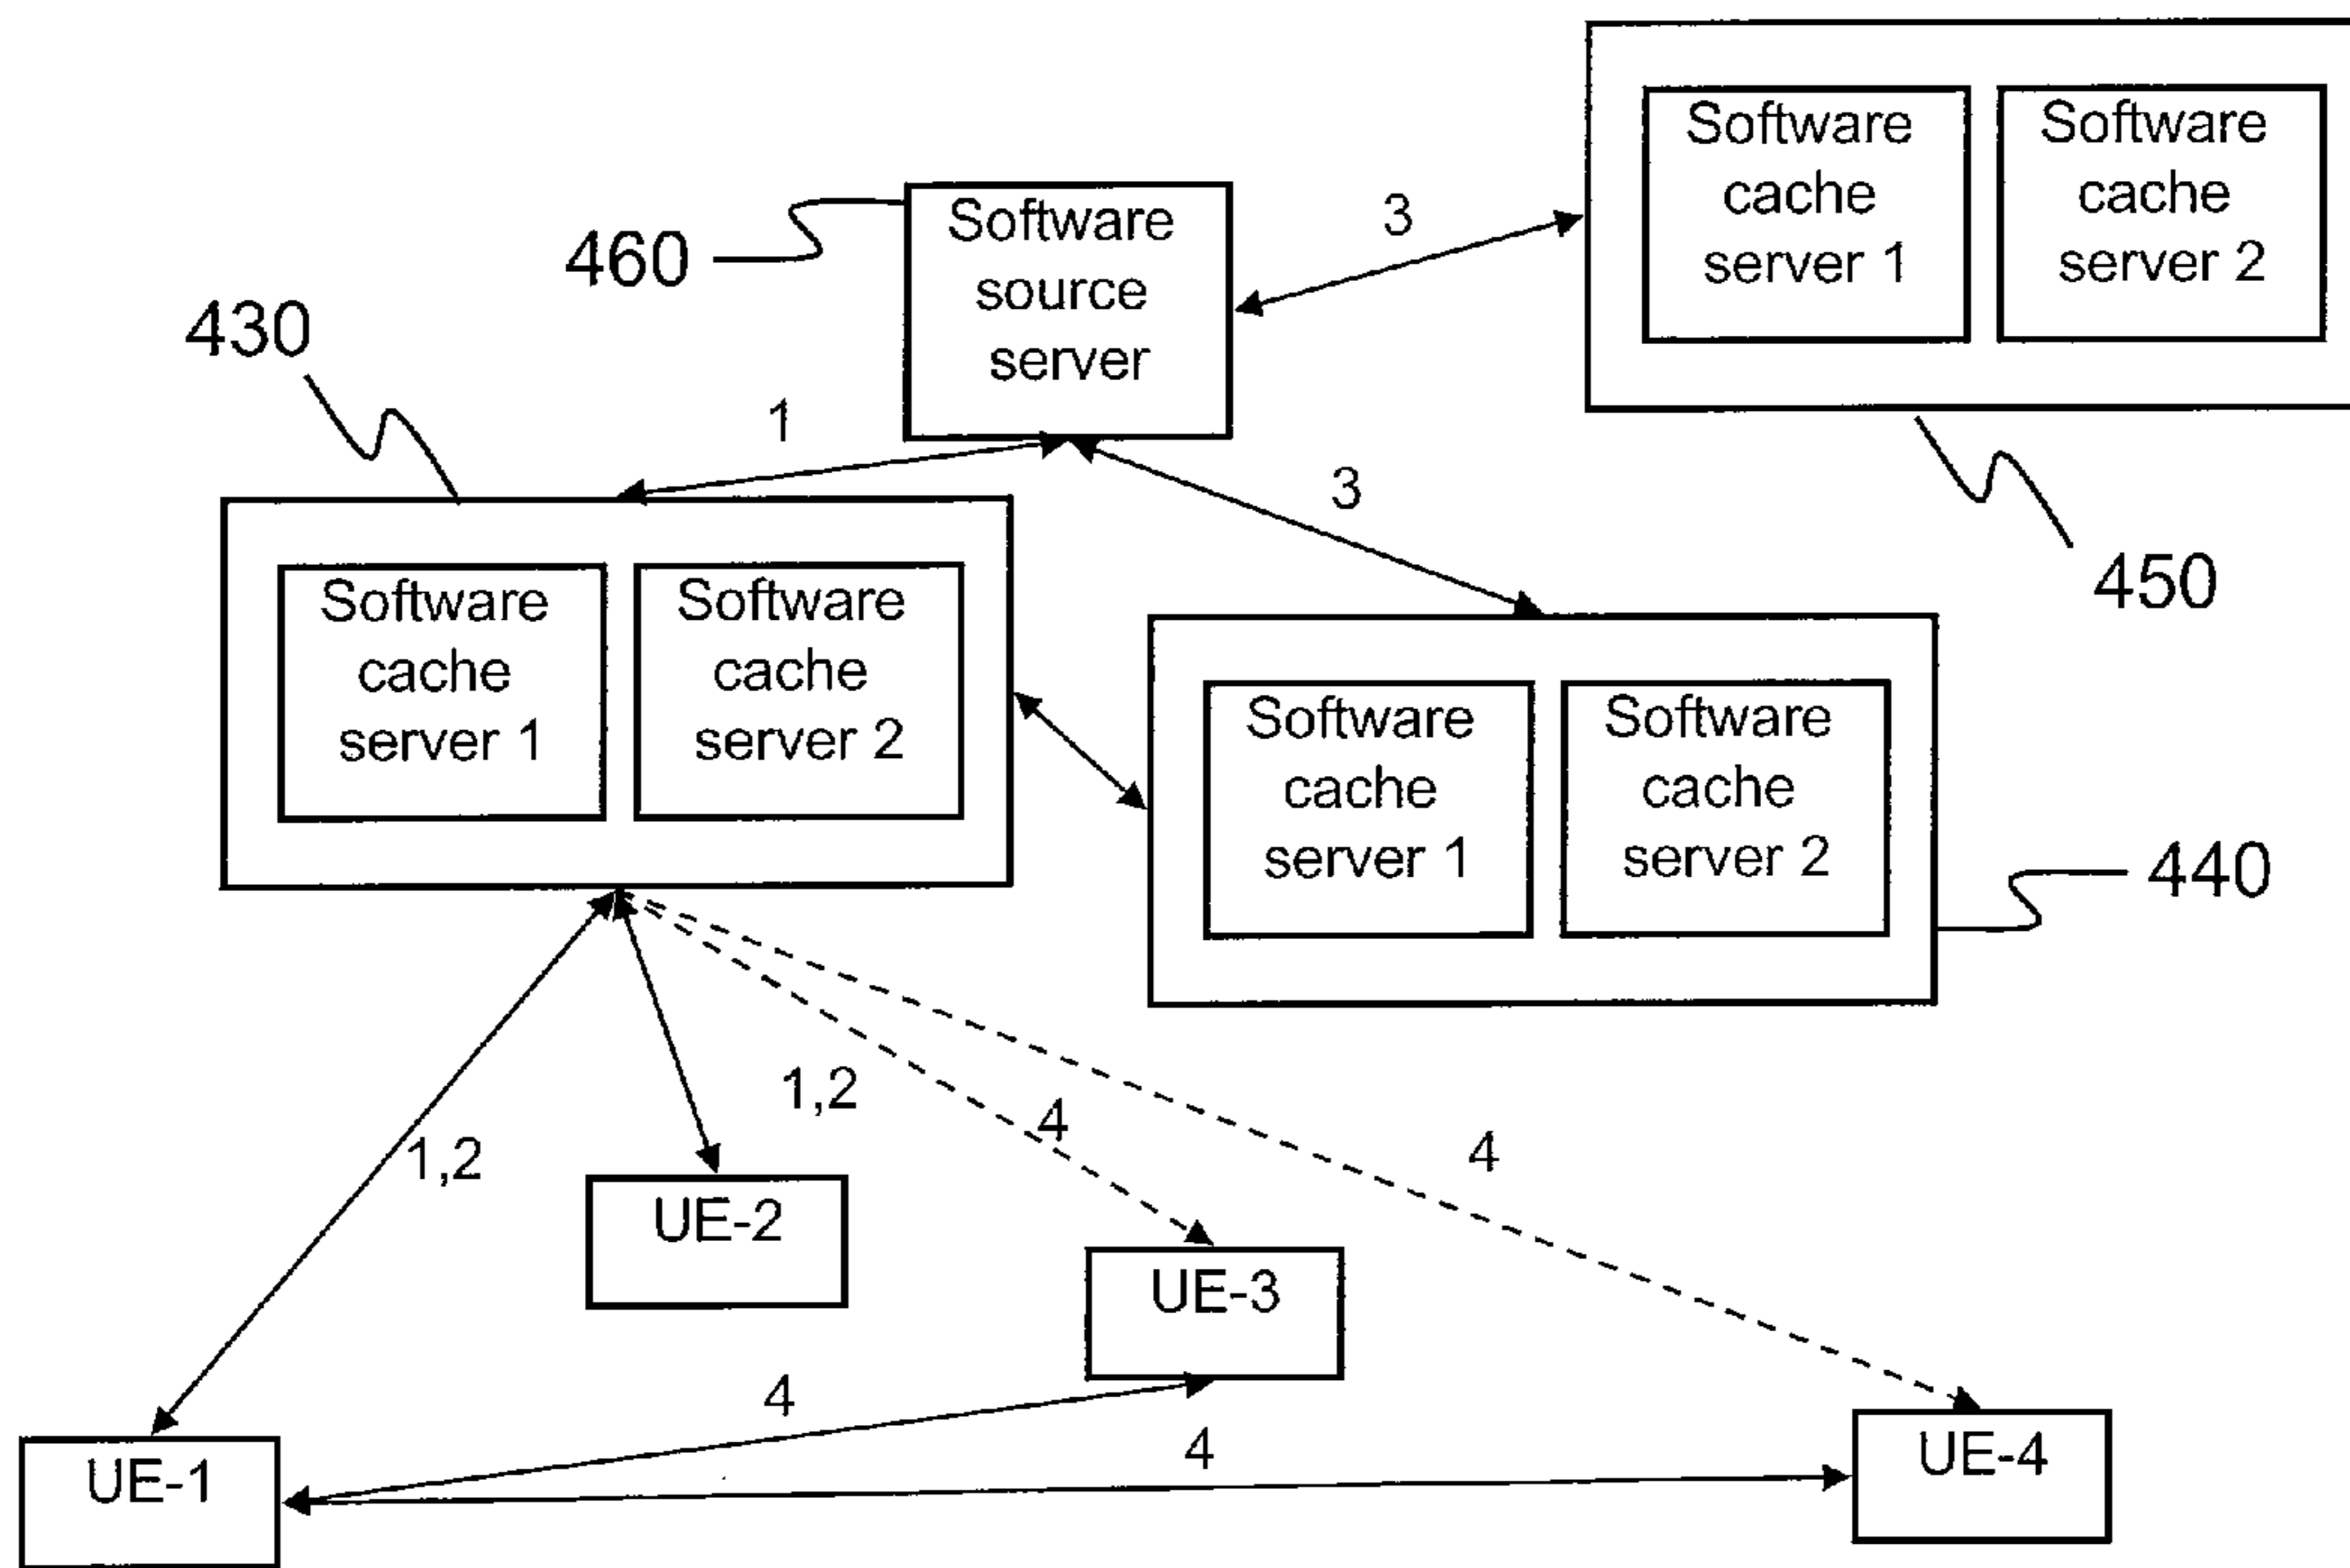 Software
cache
server 1
Software
cache
server 2
Software
source
server
3
460
430
1
3
450
Software
cache
server 1
Software
cache
server 2
Software
cache
server 1
Software
cache
server 2
440
1,2
1,2
4
4
UE-2
UE-3
4
4
UE-1
UE-4